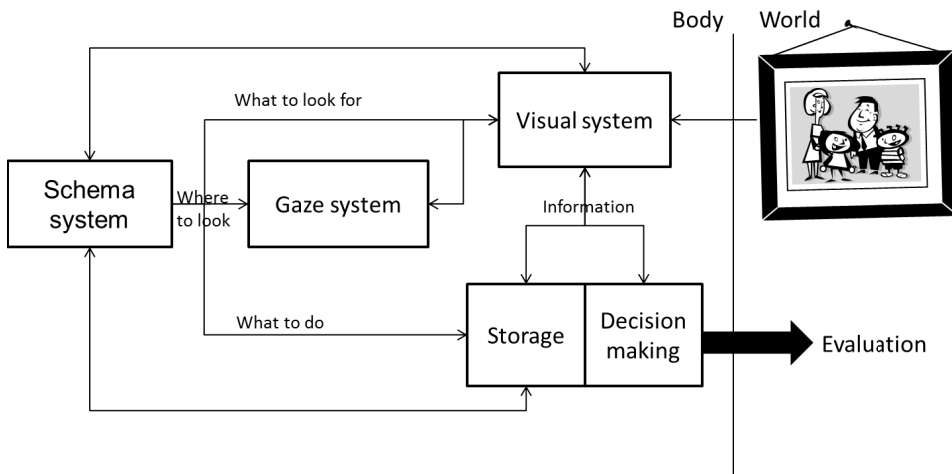 Body
World
What to look for
Visual system
Schema
system
Where
to look
Gaze system
Information
What to do
Storage
Decision
making
Evaluation